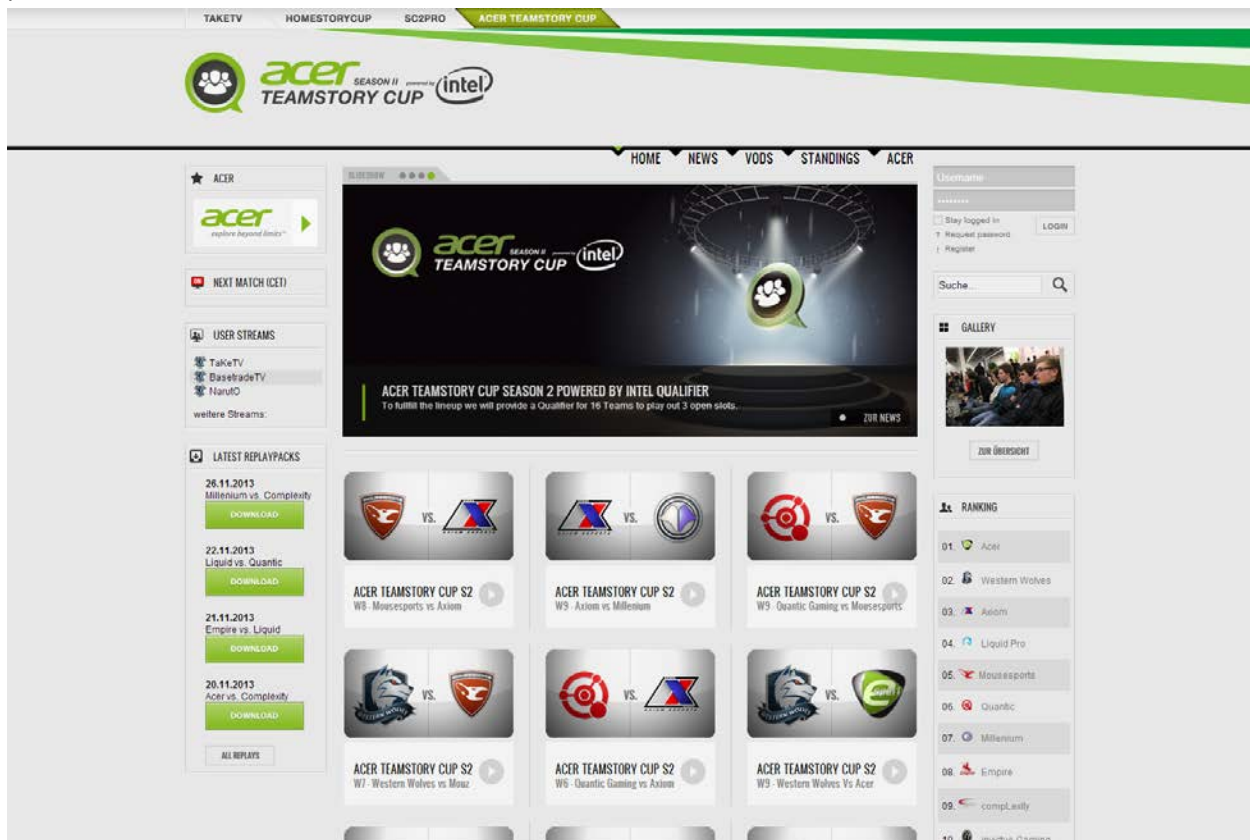 TAKETV HOMESTORYCUP SC2PRO ACER TEAMSTORY CUP
acer SEASON II powered by intel
TEAMSTORY CUP
HOME NEWS VODS STANDINGS ACER
ACER
acer
explore beyond limits™
NEXT MATCH (CET)
USER STREAMS
TaKeTV
BasetradeTV
NarutO
weitere Streams:
LATEST REPLAYPACKS
26.11.2013
Millenium vs. Complexity
DOWNLOAD
22.11.2013
Liquid vs. Quantic
DOWNLOAD
21.11.2013
Empire vs. Liquid
DOWNLOAD
20.11.2013
Acer vs. Complexity
DOWNLOAD
ALL REPLAYS
SLIDESHOW
acer SEASON II powered by intel
TEAMSTORY CUP
ACER TEAMSTORY CUP SEASON 2 POWERED BY INTEL QUALIFIER
To fullfill the lineup we will provide a Qualifier for 16 Teams to play out 3 open slots.
ZUR NEWS
VS. VS. VS.
ACER TEAMSTORY CUP S2
W8 - Mousesports vs Axiom
ACER TEAMSTORY CUP S2
W9 - Axiom vs Millenium
ACER TEAMSTORY CUP S2
W9 - Quantic Gaming vs Mousesports
VS. VS. VS.
ACER TEAMSTORY CUP S2
W7 - Western Wolves vs Mouz
ACER TEAMSTORY CUP S2
W6 - Quantic Gaming vs Axiom
ACER TEAMSTORY CUP S2
W9 - Western Wolves Vs Acer
Username
Stay logged in
Request password
Register
LOGIN
Suche...
GALLERY
ZUR ÜBERSICHT
RANKING
01. Acer
02. Western Wolves
03. Axiom
04. Liquid Pro
05. Mousesports
06. Quantic
07. Millenium
08. Empire
09. compLexity